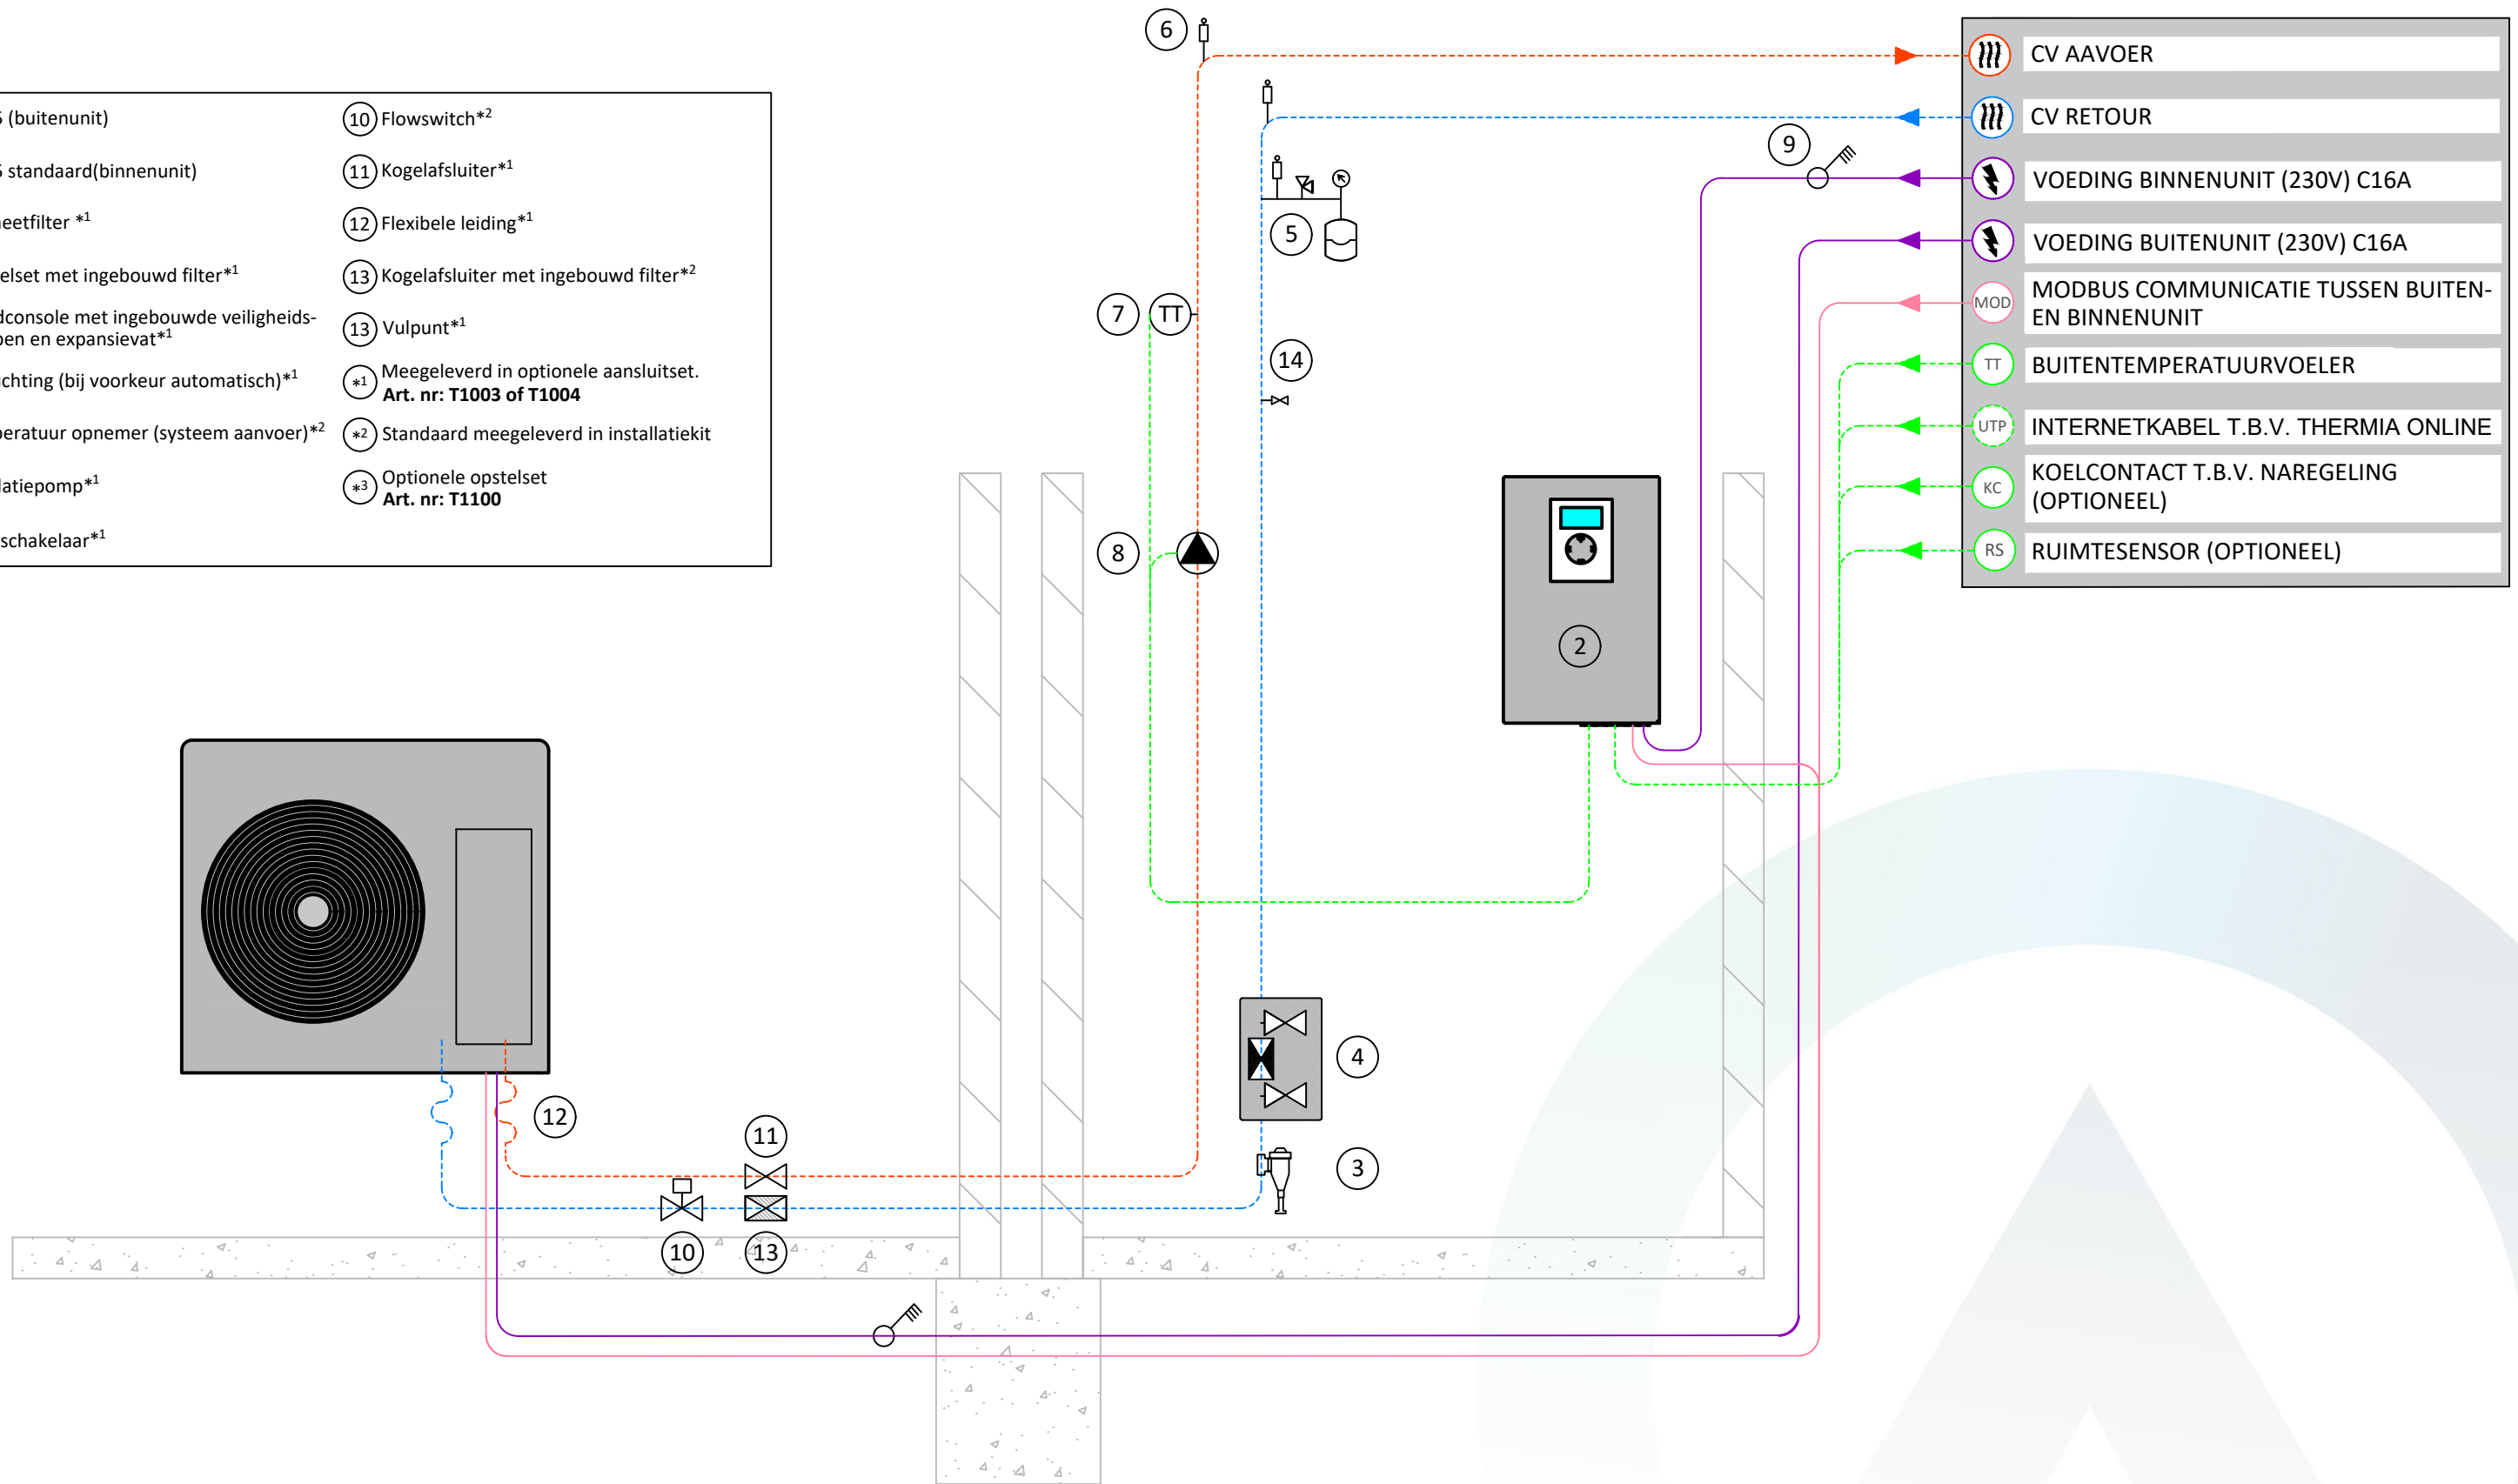 5 (buitenunit)
5 standaard(binnenunit)
neetfilter *1
elset met ingebouwd filter*1
dconsole met ingebouwde veiligheids-
pen en expansievat*1
uchting (bij voorkeur automatisch)*1
peratuur opnemer (systeem aanvoer)*2
latiepomp*1
schakelaar*1
10 Flowswitch*2
11 Kogelafsluiter*1
12 Flexibele leiding*1
13 Kogelafsluiter met ingebouwd filter*2
13 Vulpunt*1
*1 Meegeleverd in optionele aansluitset.
Art. nr: T1003 of T1004
*2 Standaard meegeleverd in installatiekit
*3 Optionele opstelset
Art. nr: T1100
6
9
5
7 TT
14
8
2
4
12
11
3
10
13
CV AAVOER
CV RETOUR
VOEDING BINNENUNIT (230V) C16A
VOEDING BUITENUNIT (230V) C16A
MOD MODBUS COMMUNICATIE TUSSEN BUITEN-
EN BINNENUNIT
TT BUITENTEMPERATUURVOELER
UTP INTERNETKABEL T.B.V. THERMIA ONLINE
KC KOELCONTACT T.B.V. NAREGELING
(OPTIONEEL)
RS RUIMTESENSOR (OPTIONEEL)